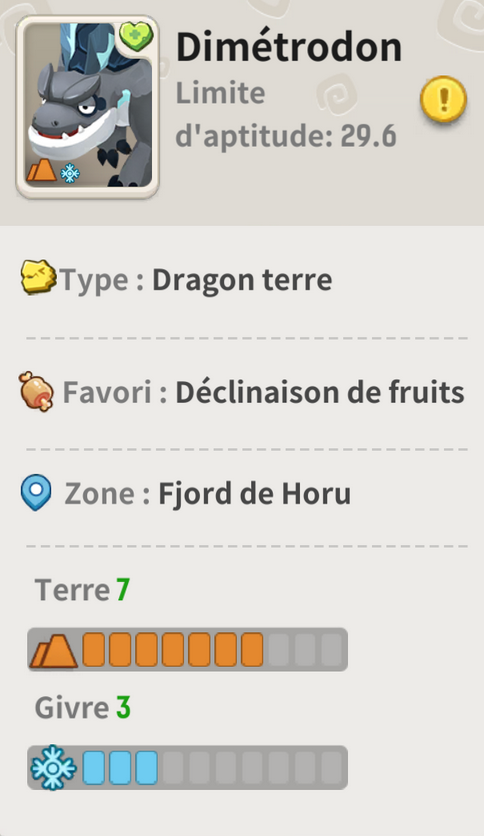 Dimétrodon
Limite
d'aptitude: 29.6
Type : Dragon terre
Favori : Déclinaison de fruits
Zone : Fjord de Horu
Terre 7
Givre 3